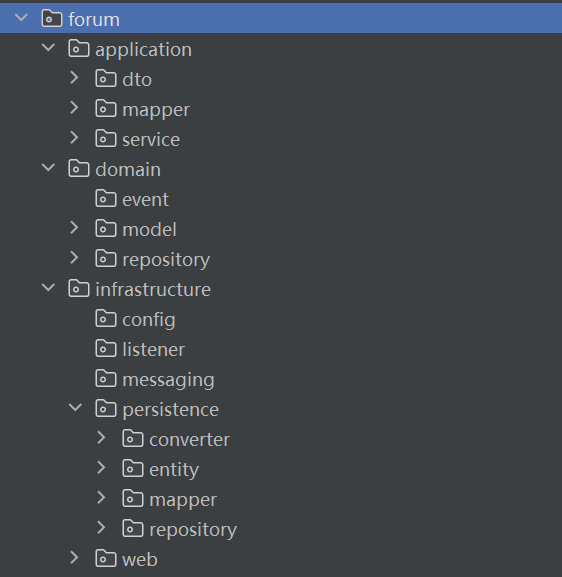 forum
application
dto
mapper
service
domain
event
model
repository
infrastructure
config
listener
messaging
persistence
converter
entity
mapper
repository
web